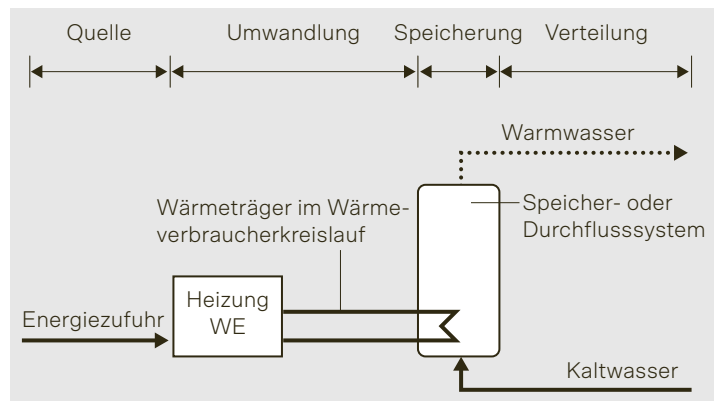 Quelle
Umwandlung
Speicherung
Verteilung
Warmwasser
Wärmeträger im Wärme-
verbraucherkreislauf
Speicher- oder
Durchflusssystem
Energiezufuhr
Heizung
WE
Kaltwasser